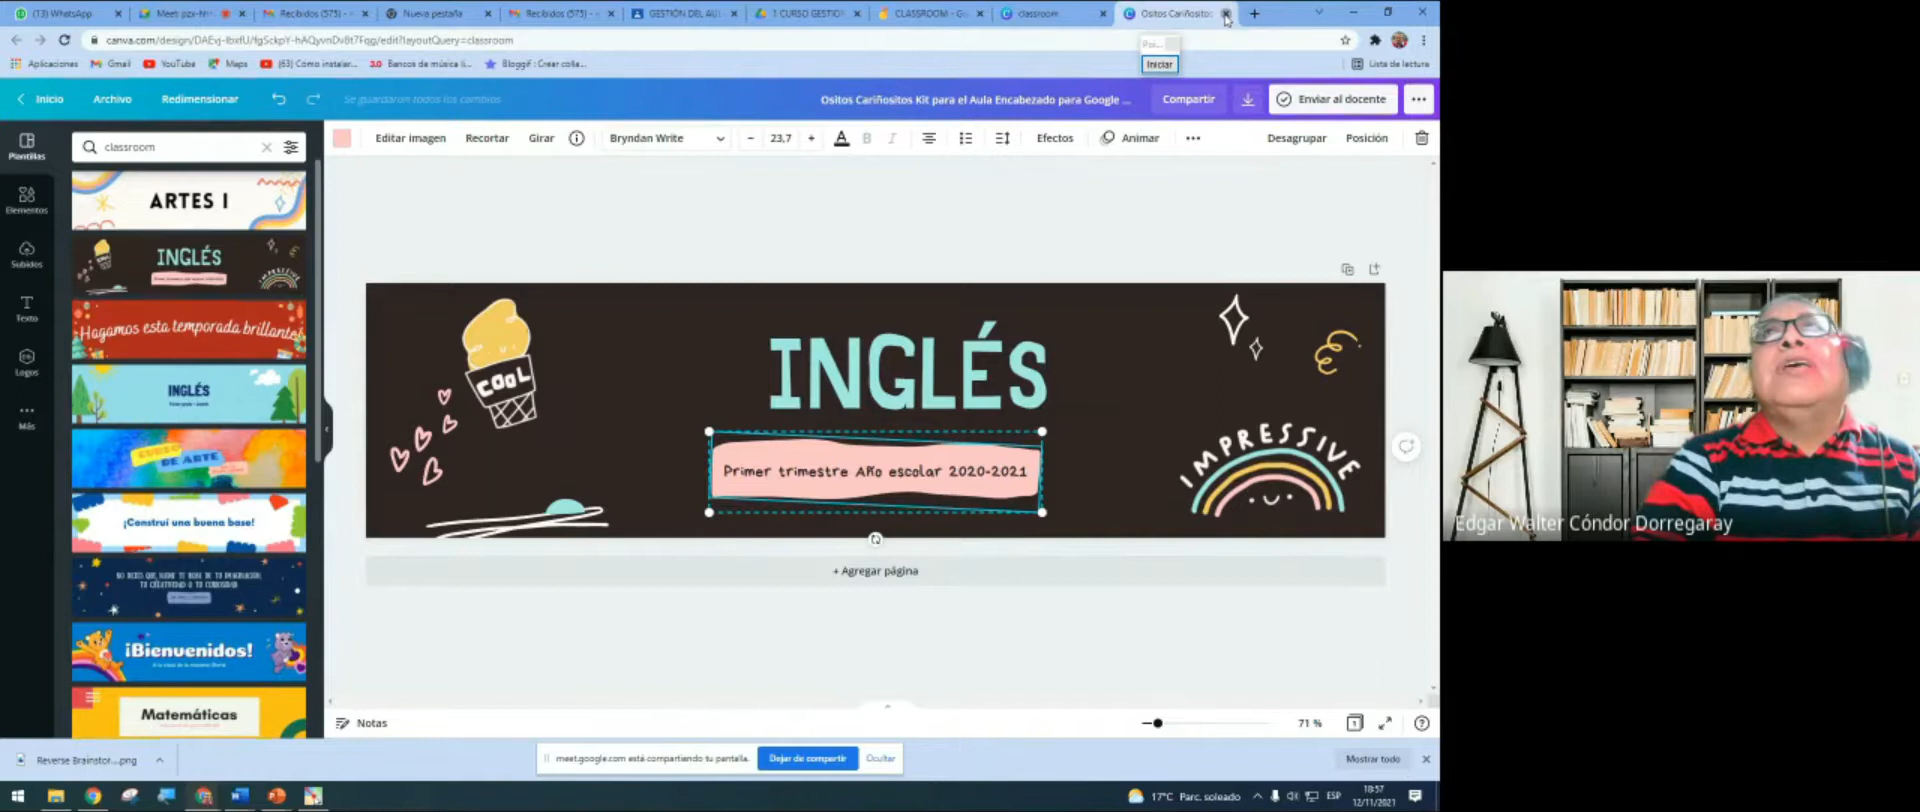 (13) WhatsApp
Meet: pzx-hh
Recibidos (575) -
Nueva pestaña
Recibidos (575) -
GESTIÓN DEL AU
1 CURSO GESTIO
CLASSROOM - G
classroom
Ositos Cariñositos
canva.com/design/DAEvj-lbxfU/fgSckpY-hAQyvnDv8t7Fqg/edit?layoutQuery=classroom
Iniciar
Aplicaciones
Gmail
YouTube
Maps
(63) Como instalar...
Bancos de música li...
Bloggif : Crear colla...
Lista de lectura
Inicio
Archivo
Redimensionar
Se guardaron todos los cambios
Ositos Cariñositos Kit para el Aula Encabezado para Google ...
Compartir
Enviar al docente
Plantillas
classroom
Editar imagen
Recortar
Girar
Bryndan Write
23,7
Efectos
Animar
Desagrupar
Posición
Elementos
Subidos
Texto
Logos
Más
ARTES I
INGLÉS
IMPRESSIVE
Hagamos esta temporada brillante!
INGLÉS
CURSO
DE ARTE
¡Construí una buena base!
¡Bienvenidos!
Matemáticas
COOL
INGLÉS
Primer trimestre Año escolar 2020-2021
IMPRESSIVE
+ Agregar página
Notas
71 %
1
Edgar Walter Cóndor Dorregaray
Reverse Brainstor....png
meet.google.com está compartiendo tu pantalla.
Dejar de compartir
Ocultar
Mostrar todo
17°C Parc. soleado
ESP
18:57
12/11/2021